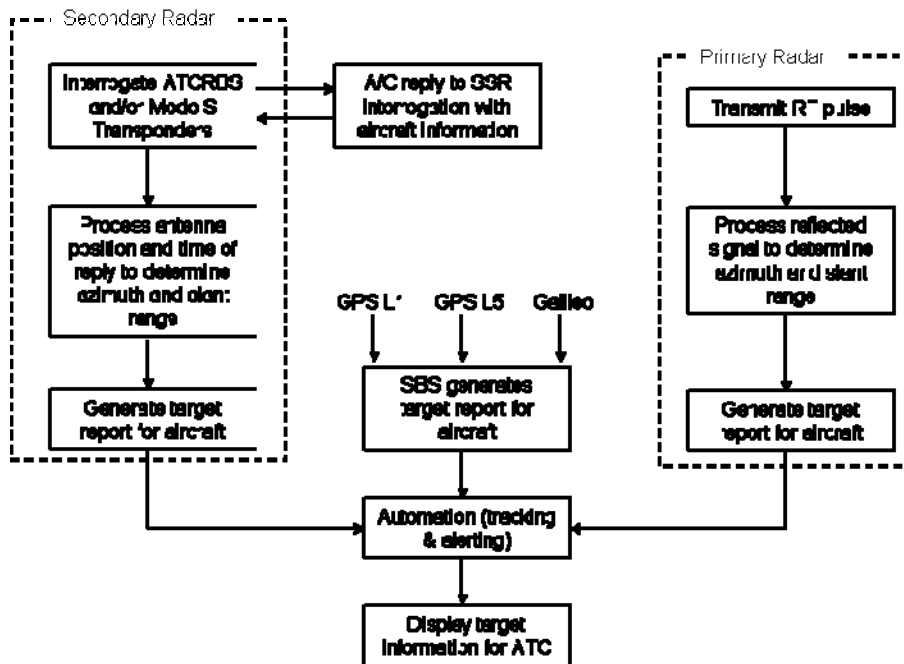 Secondary Radar
Interrogate ATCRBS
and/or Mode S
Transponders
A/C reply to SSR
Interrogation with
aircraft information
Process antenna
position and time of
reply to determine
azimuth and slant
range
Generate target
report for aircraft
GPS L1
GPS L5
Galileo
SBS generates
target report for
aircraft
Primary Radar
Transmit RF pulse
Process reflected
signal to determine
azimuth and slant
range
Generate target
report for aircraft
Automation (tracking
& alerting)
Display target
information for ATC